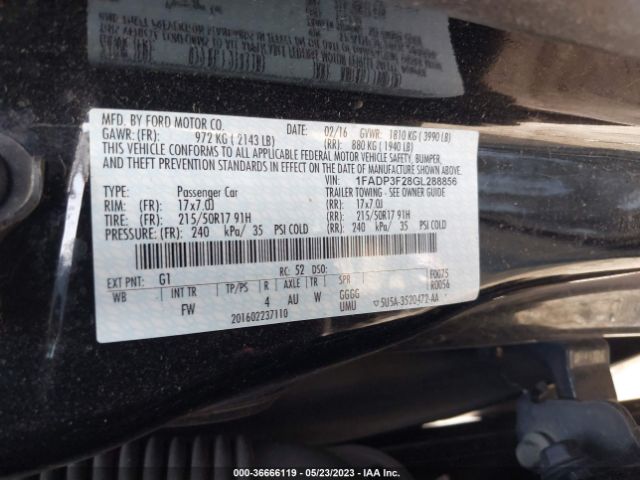 MFD. BY FORD MOTOR CO.
DATE: 02/16 GVWR: 1810 KG ( 3990 LB)
GAWR: (FR): 972 KG ( 2143 LB) (RR): 880 KG ( 1940 LB)
THIS VEHICLE CONFORMS TO ALL APPLICABLE FEDERAL MOTOR VEHICLE SAFETY, BUMPER,
AND THEFT PREVENTION STANDARDS IN EFFECT ON THE DATE OF MANUFACTURE SHOWN ABOVE.
VIN: 1FADP3F28GL288856
TYPE: Passenger Car TRAILER TOWING - SEE OWNER GUIDE
RIM: (FR) 17x7.0J (RR): 17x7.0J
TIRE: (FR): 215/50R17 91H (RR): 215/50R17 91H
PRESSURE: (FR): 240 kPa/ 35 PSI COLD (RR): 240 kPa/ 35 PSI COLD
EXT PNT: G1 RC: 52 DSO: F0075
WB INT TR TP/PS R AXLE TR SPR R0056
FW 4 AU W GGGG
UMU
201602237110 5U5A-3520472-AA
000-36666119 - 05/23/2023 - IAA Inc.